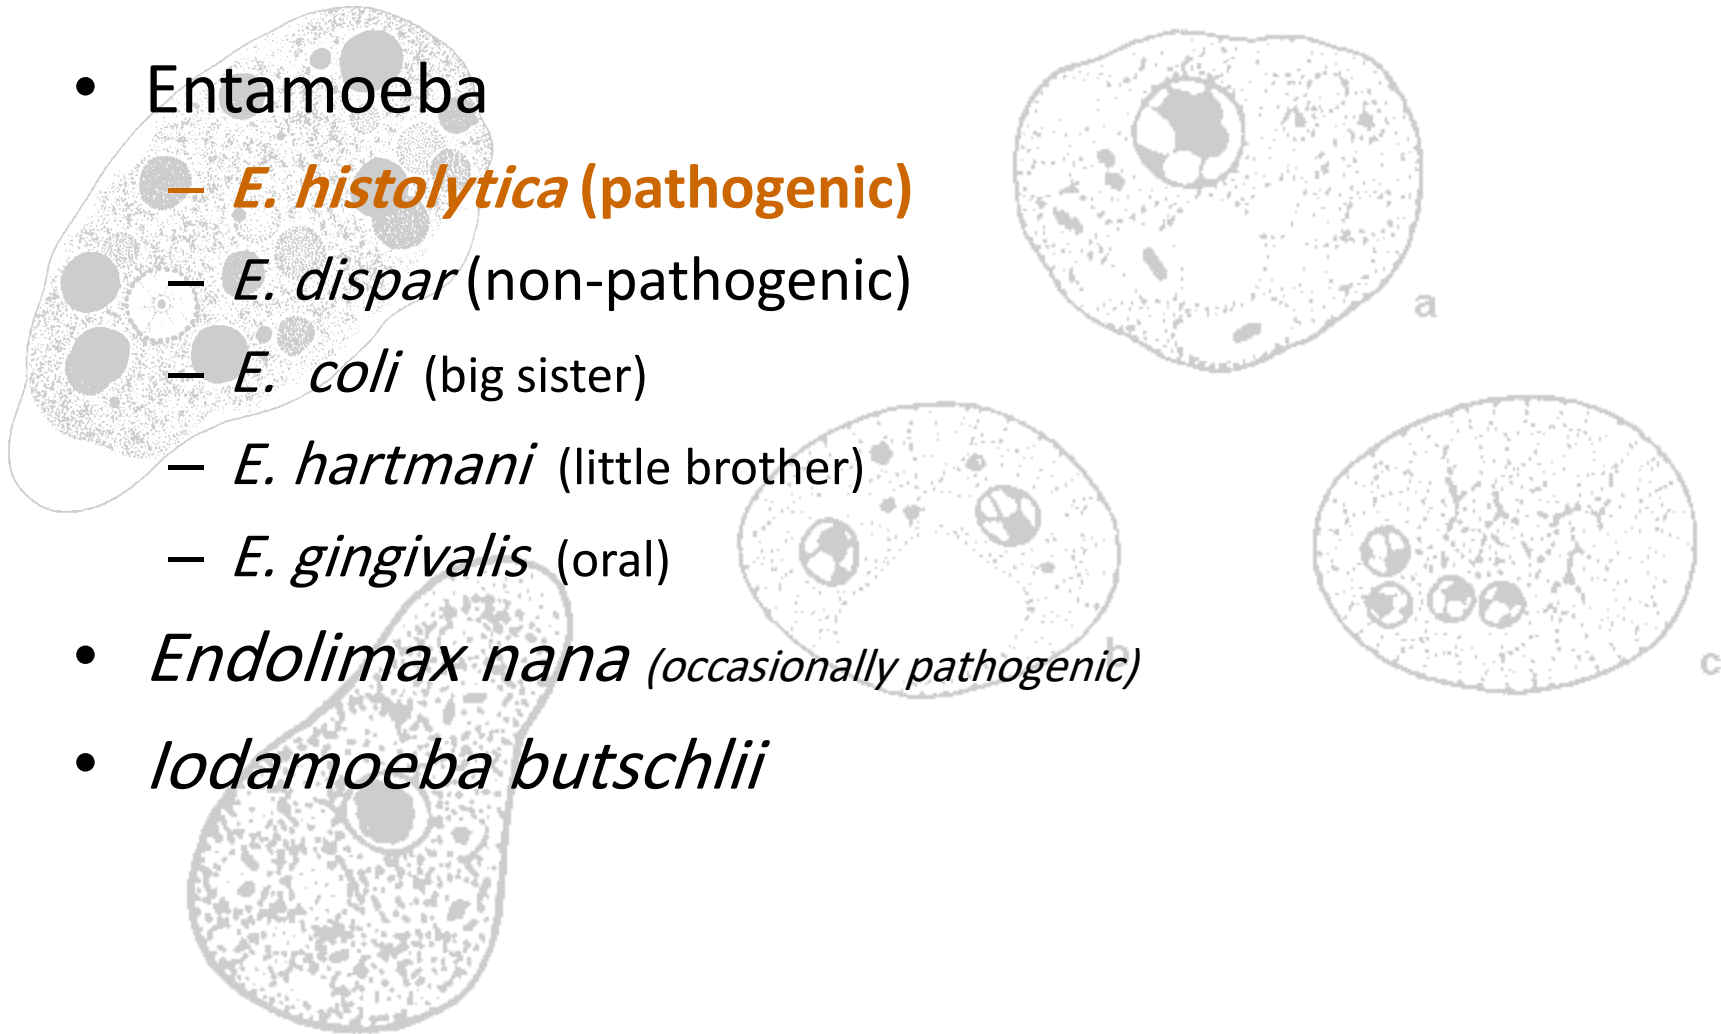 • Entamoeba
– E. histolytica (pathogenic)
– E. dispar (non-pathogenic)
– E. coli (big sister)
– E. hartmani (little brother)
– E. gingivalis (oral)
• Endolimax nana (occasionally pathogenic)
• Iodamoeba butschlii
a
b
c